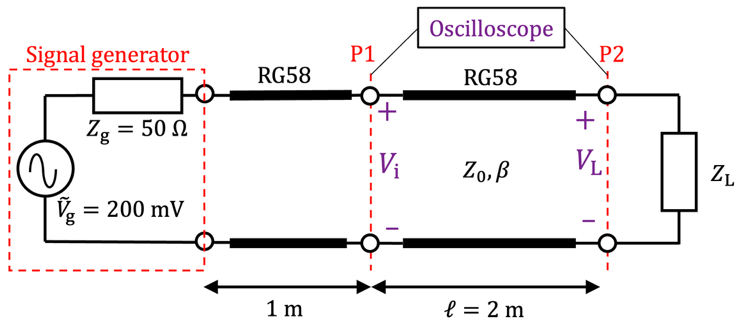 Oscilloscope
Signal generator
P1
P2
RG58
RG58
+
+
Z_g = 50 Ω
V_i
Z_0, β
V_L
Z_L
Ṽ_g = 200 mV
-
-
1 m
ℓ = 2 m